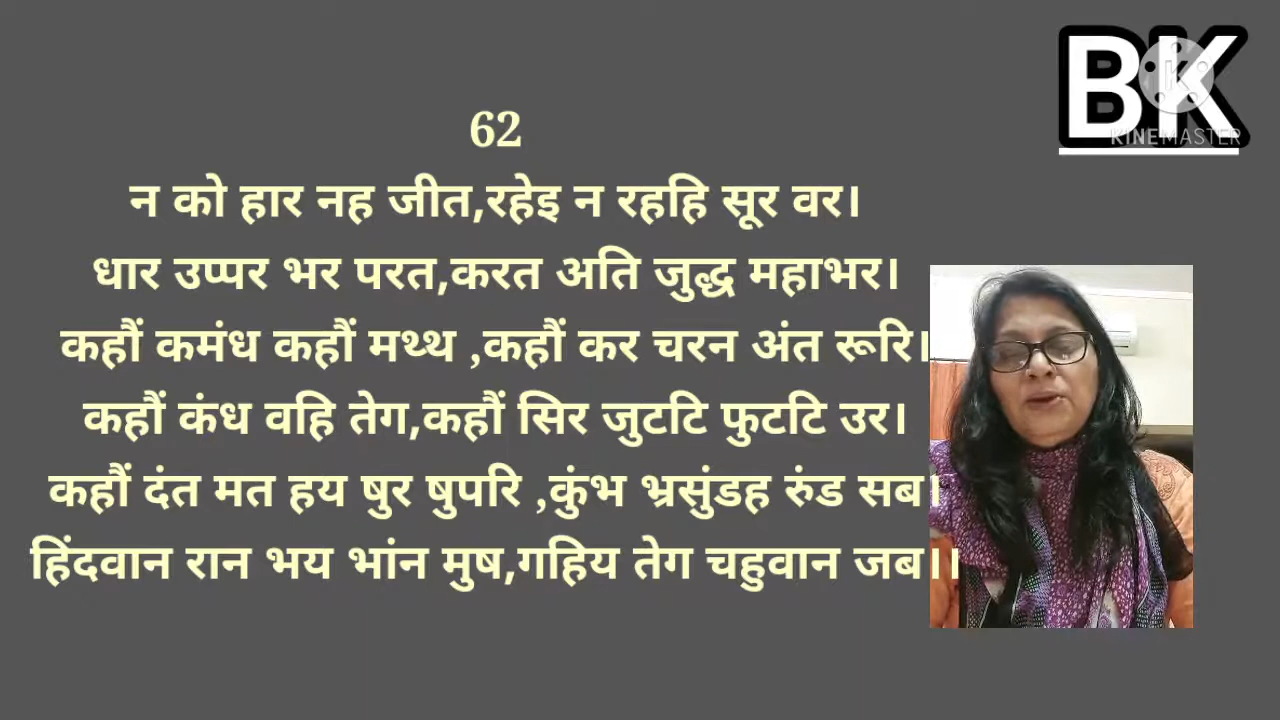 BK
KINEMASTER
62
न को हार नह जीत,रहेइ न रहहि सूर वर।
धार उप्पर भर परत,करत अति जुद्ध महाभर।
कहौं कमंध कहौं मथ्थ ,कहौं कर चरन अंत रूरि।
कहौं कंध वहि तेग,कहौं सिर जुटटि फुटटि उर।
कहौं दंत मत हय षुर षुपरि ,कुंभ भ्रसुंडह रुंड सब।
हिंदवान रान भय भांन मुष,गहिय तेग चहुवान जब।।